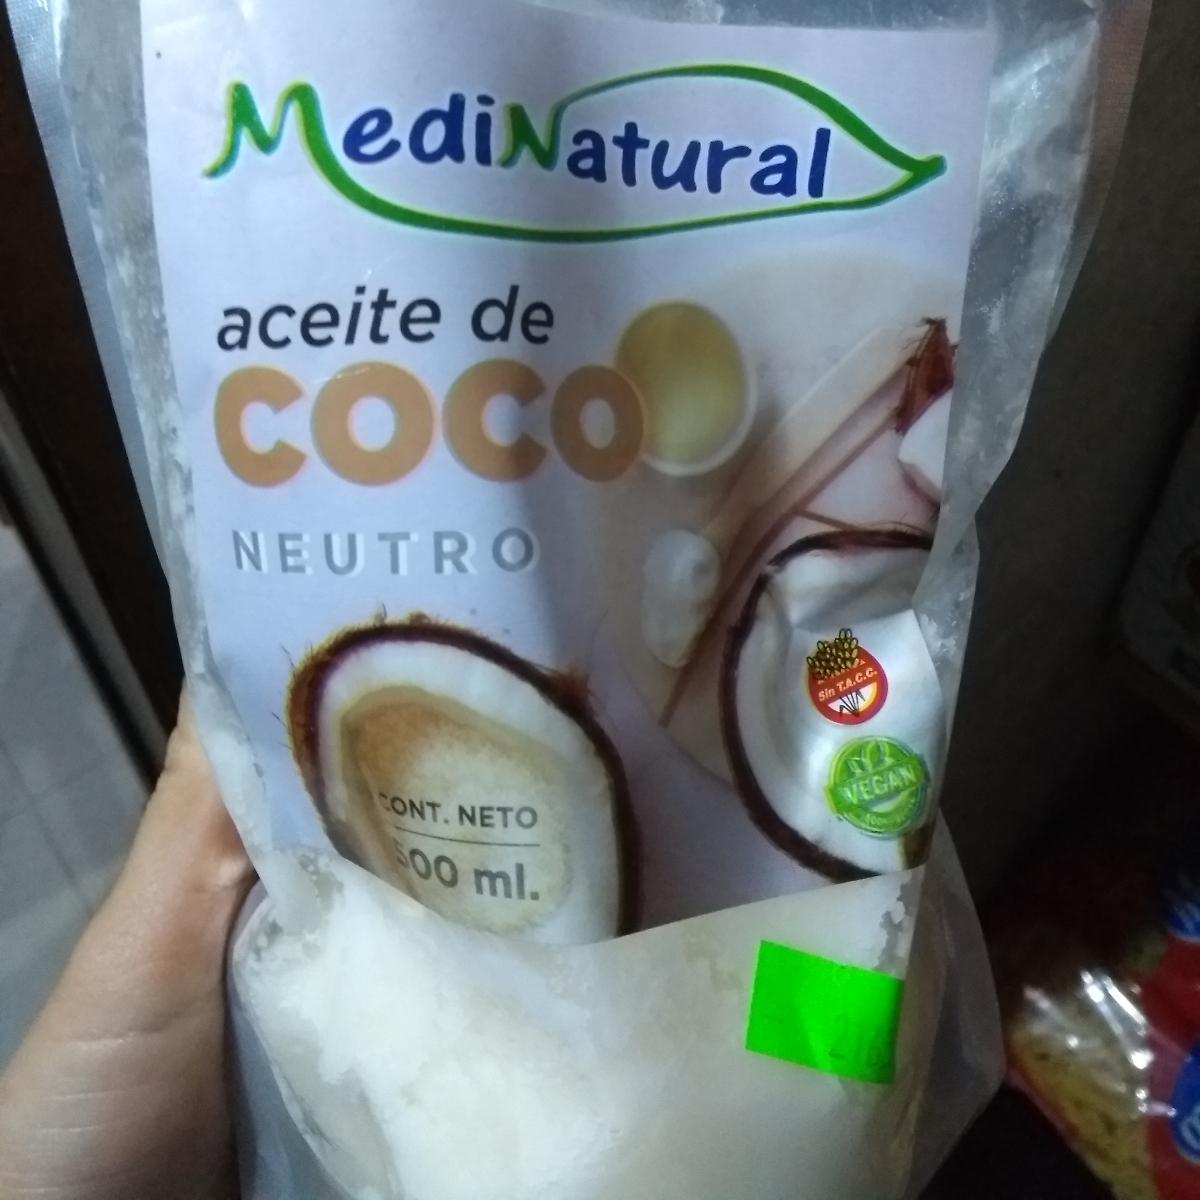 MediNatural
aceite de
COCO
NEUTRO
Sin T.A.C.C.
VEGAN
CONT. NETO
500 ml.